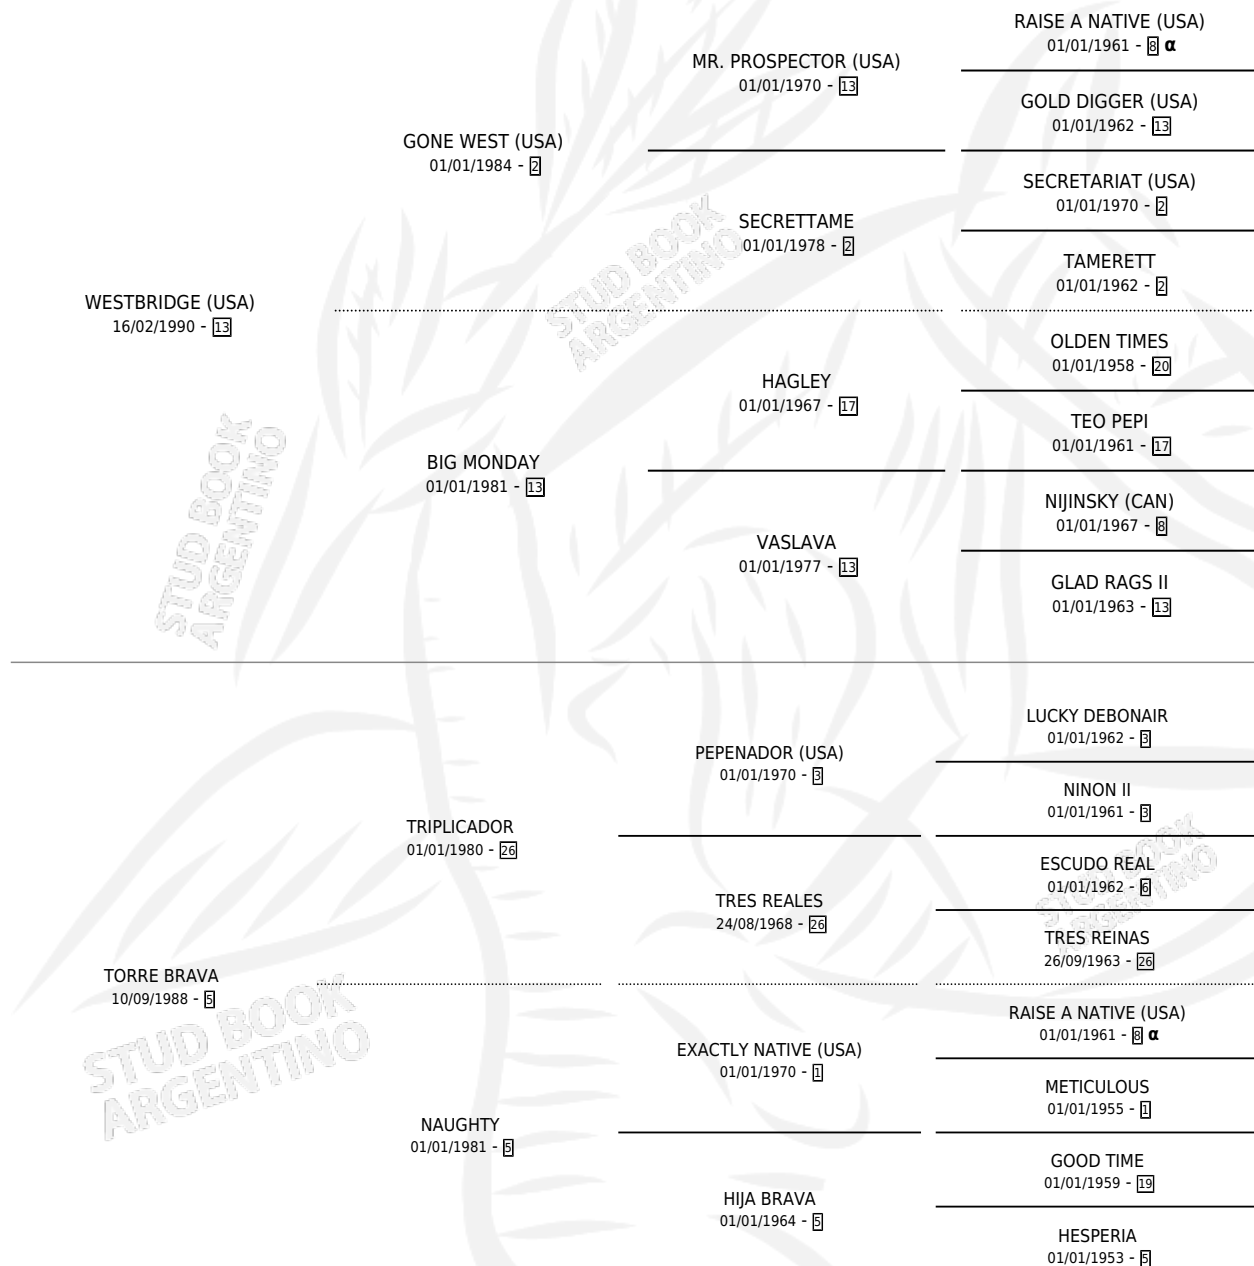 RAISE A NATIVE (USA)
01/01/1961 - 8 α
MR. PROSPECTOR (USA)
01/01/1970 - 13
GOLD DIGGER (USA)
01/01/1962 - 13
GONE WEST (USA)
01/01/1984 - 2
SECRETARIAT (USA)
01/01/1970 - 2
SECRETTAME
01/01/1978 - 2
TAMERETT
01/01/1962 - 2
WESTBRIDGE (USA)
16/02/1990 - 13
OLDEN TIMES
01/01/1958 - 20
HAGLEY
01/01/1967 - 17
TEO PEPI
01/01/1961 - 17
BIG MONDAY
01/01/1981 - 13
NIJINSKY (CAN)
01/01/1967 - 8
VASLAVA
01/01/1977 - 13
GLAD RAGS II
01/01/1963 - 13
LUCKY DEBONAIR
01/01/1962 - 3
PEPENADOR (USA)
01/01/1970 - 3
NINON II
01/01/1961 - 3
TRIPLICADOR
01/01/1980 - 26
ESCUDO REAL
01/01/1962 - 6
TRES REALES
24/08/1968 - 26
TRES REINAS
26/09/1963 - 26
TORRE BRAVA
10/09/1988 - 5
RAISE A NATIVE (USA)
01/01/1961 - 8 α
EXACTLY NATIVE (USA)
01/01/1970 - 1
METICULOUS
01/01/1955 - 1
NAUGHTY
01/01/1981 - 5
GOOD TIME
01/01/1959 - 19
HIJA BRAVA
01/01/1964 - 5
HESPERIA
01/01/1953 - 5
STUD BOOK
ARGENTINO
STUD BOOK
ARGENTINO
STUD BOOK
ARGENTINO
STUD BOOK
ARGENTINO